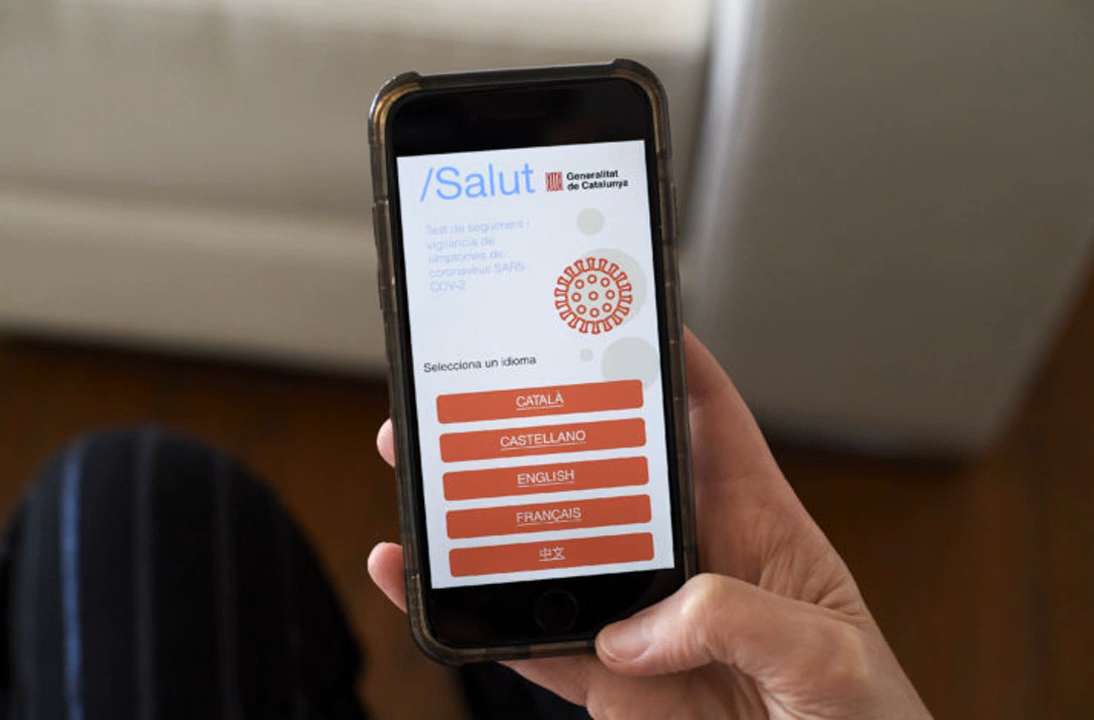 /Salut
Generalitat
de Catalunya
Test de seguiment i
vigilància de
símptomes de
coronavirus SARS-
COV-2
Selecciona un idioma
CATALÀ
CASTELLANO
ENGLISH
FRANÇAIS
中文